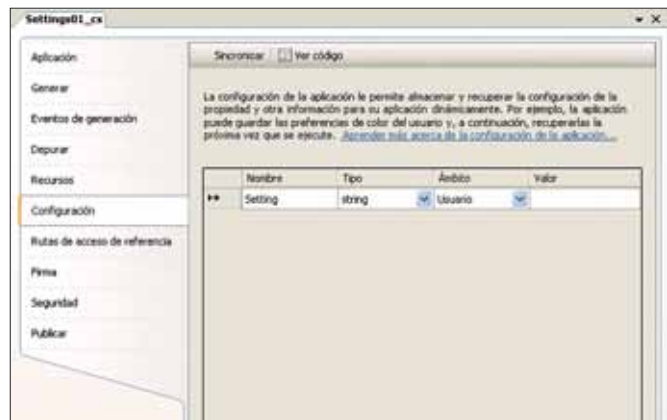 Settings01_cs
Aplicación
Generar
Eventos de generación
Depurar
Recursos
Configuración
Rutas de acceso de referencia
Firma
Seguridad
Publicar
Sincronizar Ver código
La configuración de la aplicación le permite almacenar y recuperar la configuración de la
propiedad y otra información para su aplicación dinámicamente. Por ejemplo, la aplicación
puede guardar las preferencias de color del usuario y, a continuación, recuperarlas la
próxima vez que se ejecute. Aprender más acerca de la configuración de la aplicación...
Nombre Tipo Ámbito Valor
Setting string Usuario